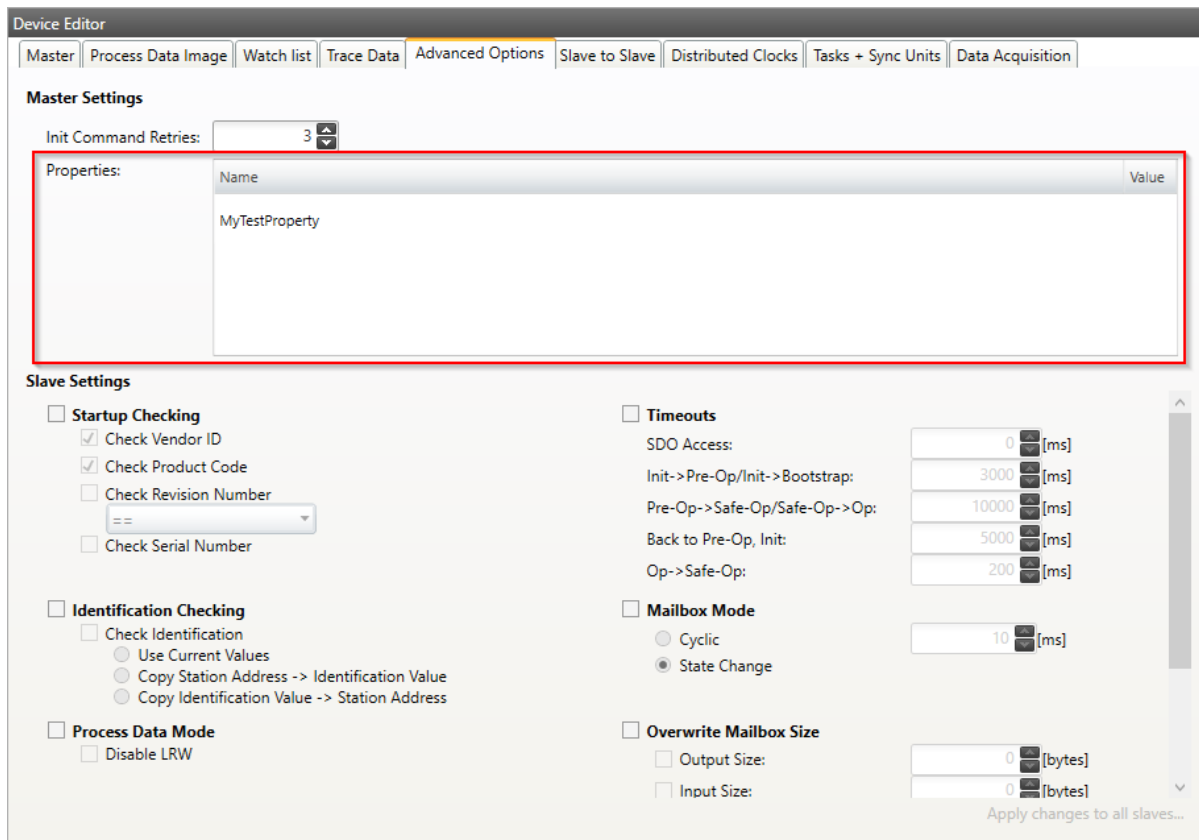 Device Editor
Master Process Data Image Watch list Trace Data Advanced Options Slave to Slave Distributed Clocks Tasks + Sync Units Data Acquisition
Master Settings
Init Command Retries: 3
Properties: Name Value
MyTestProperty
Slave Settings
Startup Checking
Check Vendor ID
Check Product Code
Check Revision Number
==
Check Serial Number
Timeouts
SDO Access: 0 [ms]
Init->Pre-Op/Init->Bootstrap: 3000 [ms]
Pre-Op->Safe-Op/Safe-Op->Op: 10000 [ms]
Back to Pre-Op, Init: 5000 [ms]
Op->Safe-Op: 200 [ms]
Identification Checking
Check Identification
Use Current Values
Copy Station Address -> Identification Value
Copy Identification Value -> Station Address
Mailbox Mode
Cyclic 10 [ms]
State Change
Process Data Mode
Disable LRW
Overwrite Mailbox Size
Output Size: 0 [bytes]
Input Size: 0 [bytes]
Apply changes to all slaves...